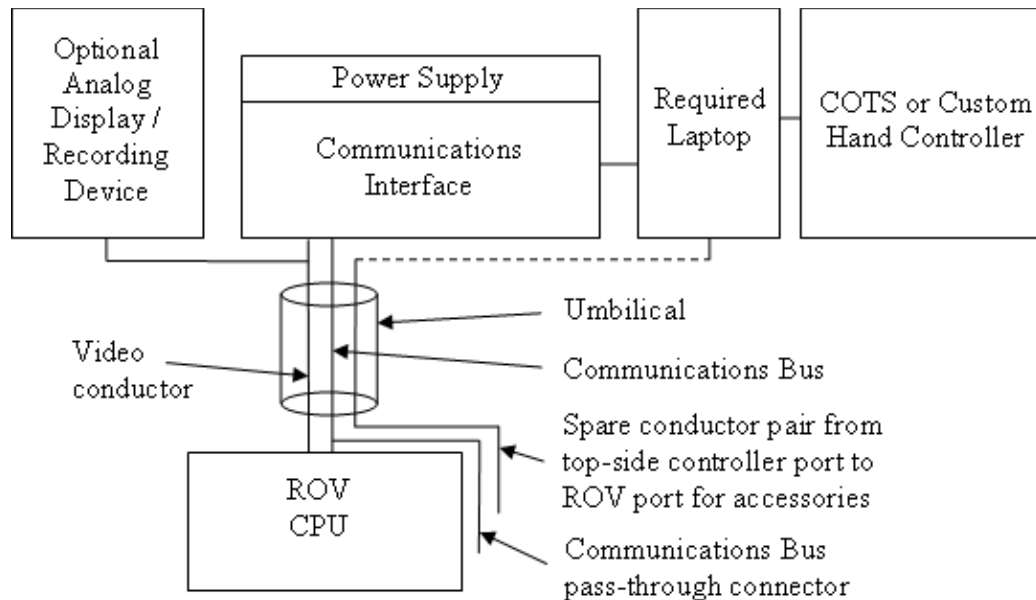 Optional
Analog
Display /
Recording
Device
Power Supply
Communications
Interface
Required
Laptop
COTS or Custom
Hand Controller
Umbilical
Video
conductor
Communications Bus
Spare conductor pair from
top-side controller port to
ROV port for accessories
ROV
CPU
Communications Bus
pass-through connector